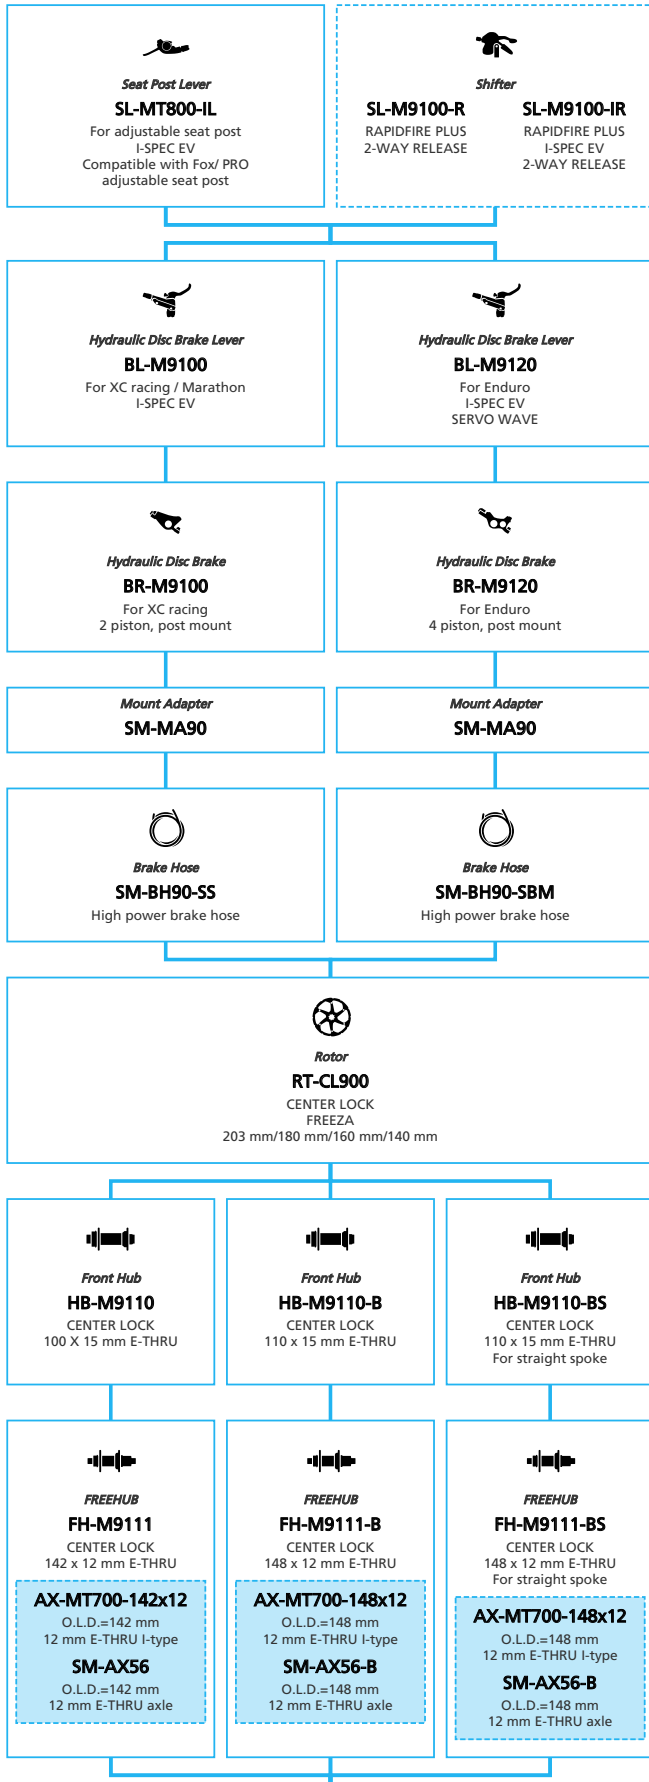 Seat Post Lever
SL-MT800-IL
For adjustable seat post
I-SPEC EV
Compatible with Fox/ PRO
adjustable seat post
Shifter
SL-M9100-R
RAPIDFIRE PLUS
2-WAY RELEASE
SL-M9100-IR
RAPIDFIRE PLUS
I-SPEC EV
2-WAY RELEASE
Hydraulic Disc Brake Lever
BL-M9100
For XC racing / Marathon
I-SPEC EV
Hydraulic Disc Brake Lever
BL-M9120
For Enduro
I-SPEC EV
SERVO WAVE
Hydraulic Disc Brake
BR-M9100
For XC racing
2 piston, post mount
Hydraulic Disc Brake
BR-M9120
For Enduro
4 piston, post mount
Mount Adapter
SM-MA90
Mount Adapter
SM-MA90
Brake Hose
SM-BH90-SS
High power brake hose
Brake Hose
SM-BH90-SBM
High power brake hose
Rotor
RT-CL900
CENTER LOCK
FREEZA
203 mm/180 mm/160 mm/140 mm
Front Hub
HB-M9110
CENTER LOCK
100 X 15 mm E-THRU
Front Hub
HB-M9110-B
CENTER LOCK
110 x 15 mm E-THRU
Front Hub
HB-M9110-BS
CENTER LOCK
110 x 15 mm E-THRU
For straight spoke
FREEHUB
FH-M9111
CENTER LOCK
142 x 12 mm E-THRU
AX-MT700-142x12
O.L.D.=142 mm
12 mm E-THRU I-type
SM-AX56
O.L.D.=142 mm
12 mm E-THRU axle
FREEHUB
FH-M9111-B
CENTER LOCK
148 x 12 mm E-THRU
AX-MT700-148x12
O.L.D.=148 mm
12 mm E-THRU I-type
SM-AX56-B
O.L.D.=148 mm
12 mm E-THRU axle
FREEHUB
FH-M9111-BS
CENTER LOCK
148 x 12 mm E-THRU
For straight spoke
AX-MT700-148x12
O.L.D.=148 mm
12 mm E-THRU I-type
SM-AX56-B
O.L.D.=148 mm
12 mm E-THRU axle